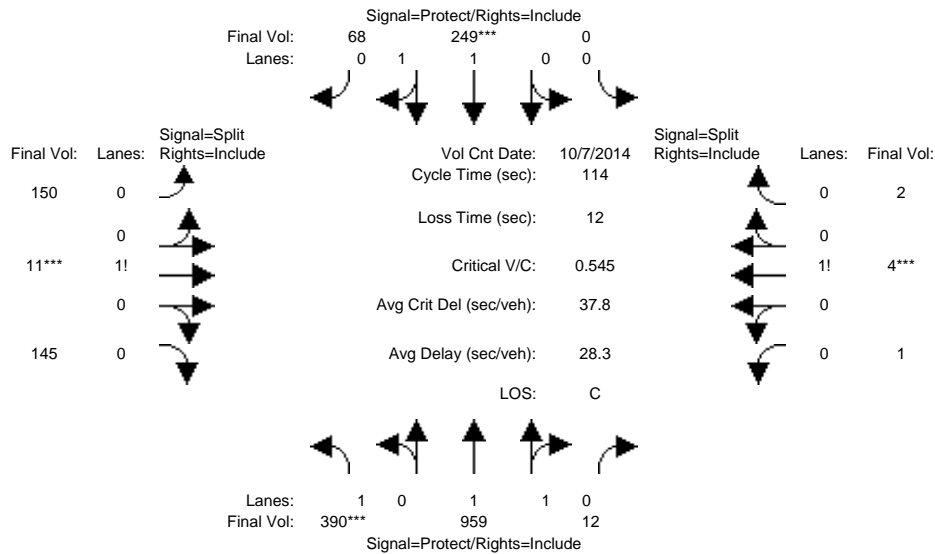 Signal=Protect/Rights=Include
Final Vol: 68 249*** 0
Lanes: 0 1 1 0 0
Signal=Split Signal=Split
Final Vol: Lanes: Rights=Include Vol Cnt Date: 10/7/2014 Rights=Include Lanes: Final Vol:
Cycle Time (sec): 114
150 0 0 2
Loss Time (sec): 12
0 0
11*** 1! Critical V/C: 0.545 1! 4***
0 Avg Crit Del (sec/veh): 37.8 0
145 0 Avg Delay (sec/veh): 28.3 0 1
LOS: C
Lanes: 1 0 1 1 0
Final Vol: 390*** 959 12
Signal=Protect/Rights=Include